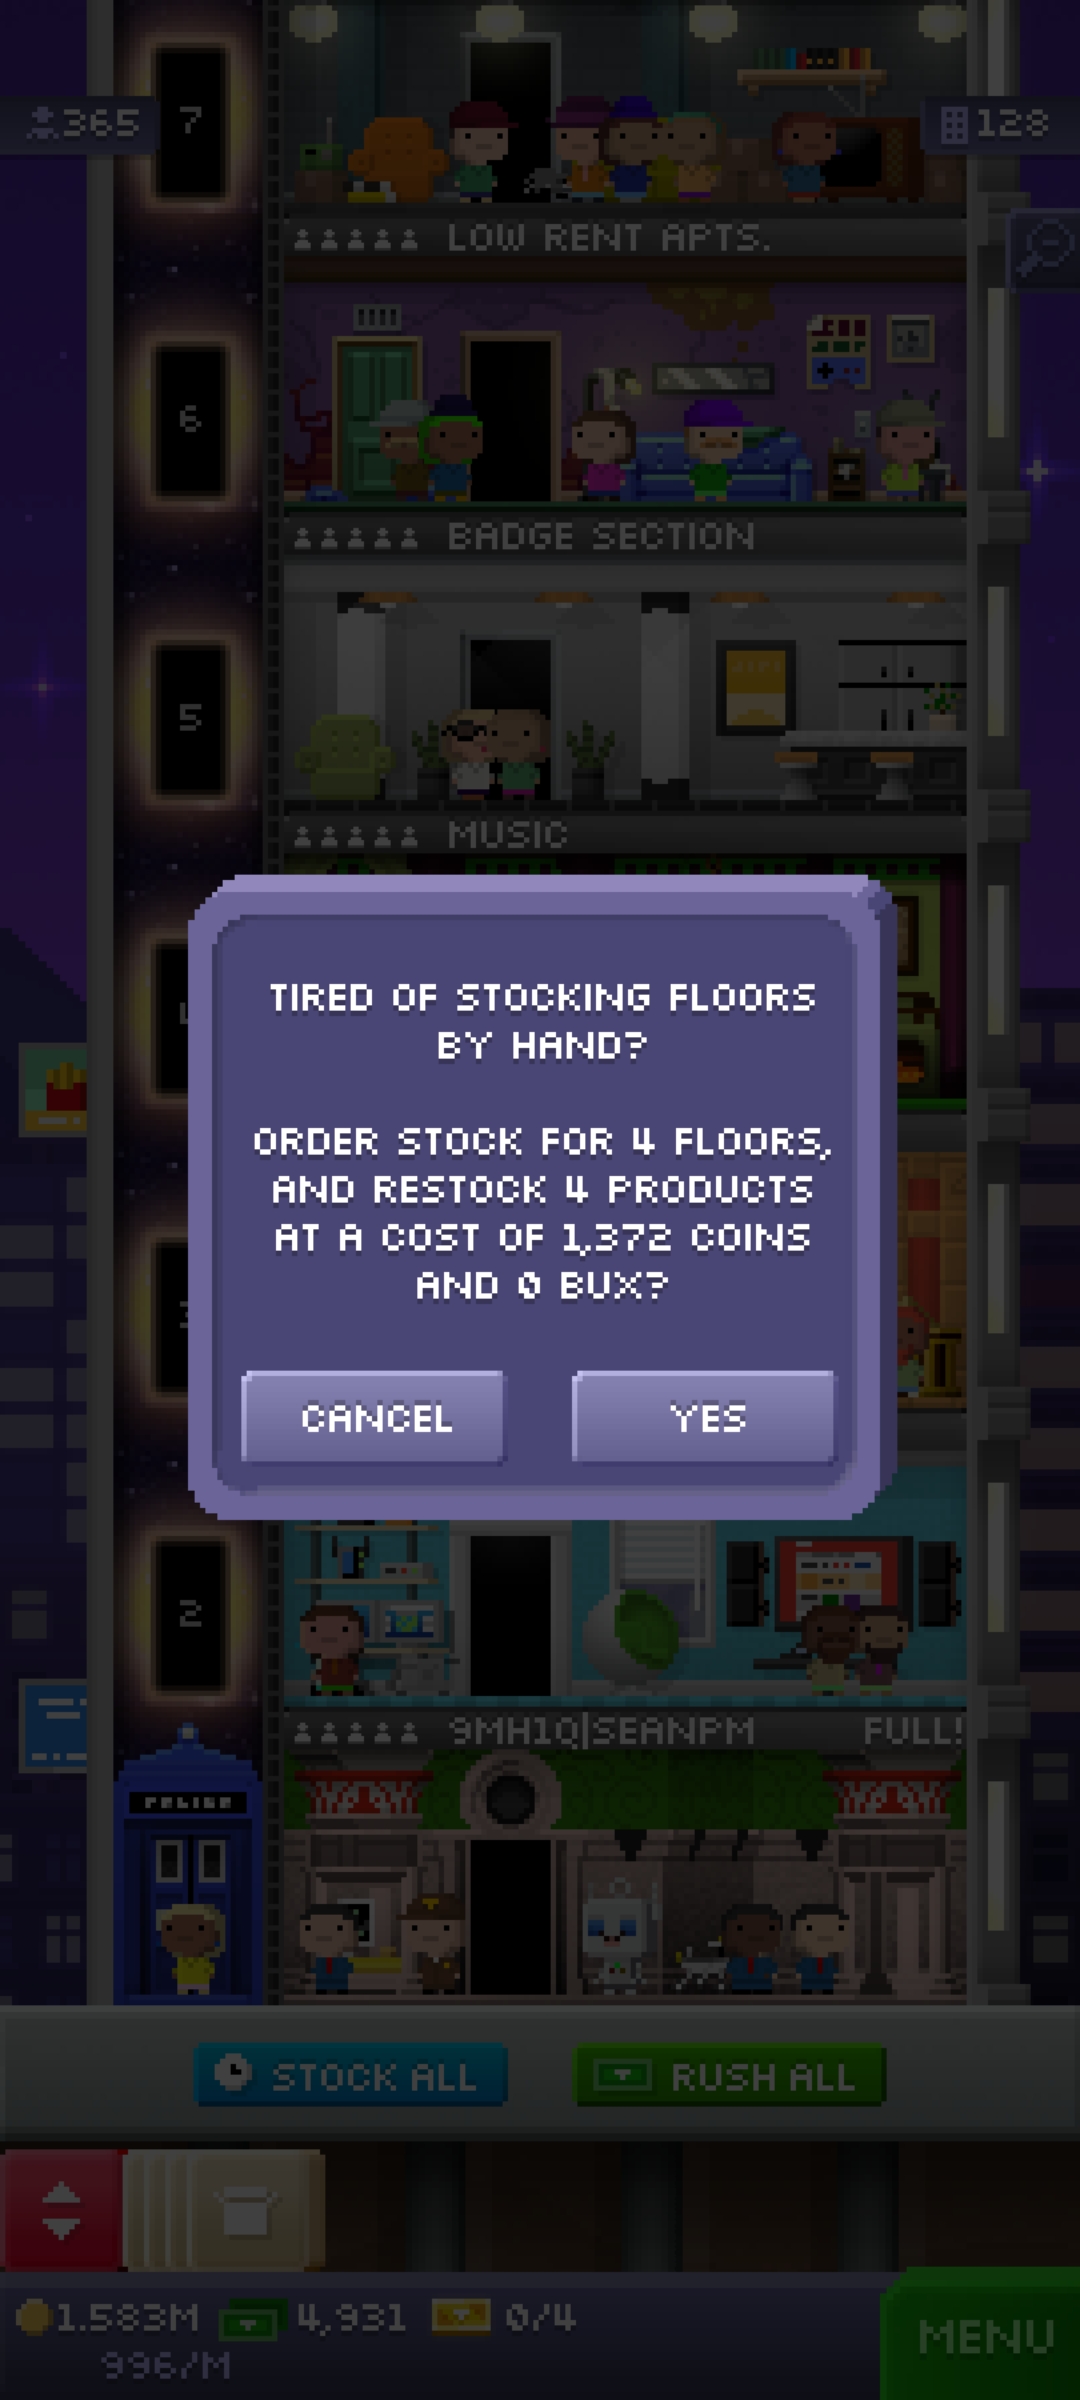 7
365
128
LOW RENT APTS.
6
BADGE SECTION
5
MUSIC
TIRED OF STOCKING FLOORS
BY HAND?
ORDER STOCK FOR 4 FLOORS,
AND RESTOCK 4 PRODUCTS
AT A COST OF 1,372 COINS
AND 0 BUX?
CANCEL
YES
2
9MH1Q|SEANPM
FULL!
STOCK ALL
RUSH ALL
1.583M
4,931
0/4
996/M
MENU